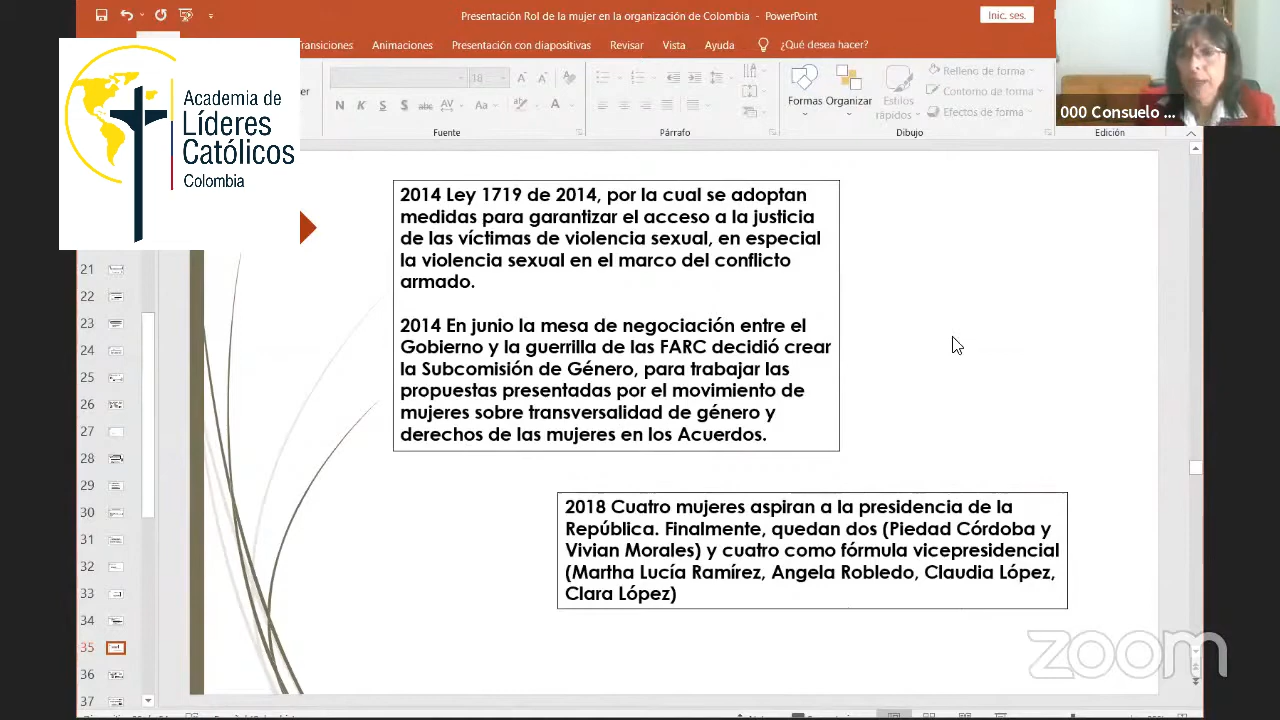 Presentación Rol de la mujer en la organización de Colombia - PowerPoint
Inic. ses.
Transiciones Animaciones Presentación con diapositivas Revisar Vista Ayuda ¿Qué desea hacer?
18
N K S S abc AV Aa A
Formas Organizar Estilos rápidos
Relleno de forma
Contorno de forma
Efectos de forma
Fuente Párrafo Dibujo Edición
000 Consuelo ...
Academia de
Líderes
Católicos
Colombia
2014 Ley 1719 de 2014, por la cual se adoptan
medidas para garantizar el acceso a la justicia
de las víctimas de violencia sexual, en especial
la violencia sexual en el marco del conflicto
armado.
2014 En junio la mesa de negociación entre el
Gobierno y la guerrilla de las FARC decidió crear
la Subcomisión de Género, para trabajar las
propuestas presentadas por el movimiento de
mujeres sobre transversalidad de género y
derechos de las mujeres en los Acuerdos.
2018 Cuatro mujeres aspiran a la presidencia de la
República. Finalmente, quedan dos (Piedad Córdoba y
Vivian Morales) y cuatro como fórmula vicepresidencial
(Martha Lucía Ramírez, Angela Robledo, Claudia López,
Clara López)
21
22
23
24
25
26
27
28
29
30
31
32
33
34
35
36
37
zoom